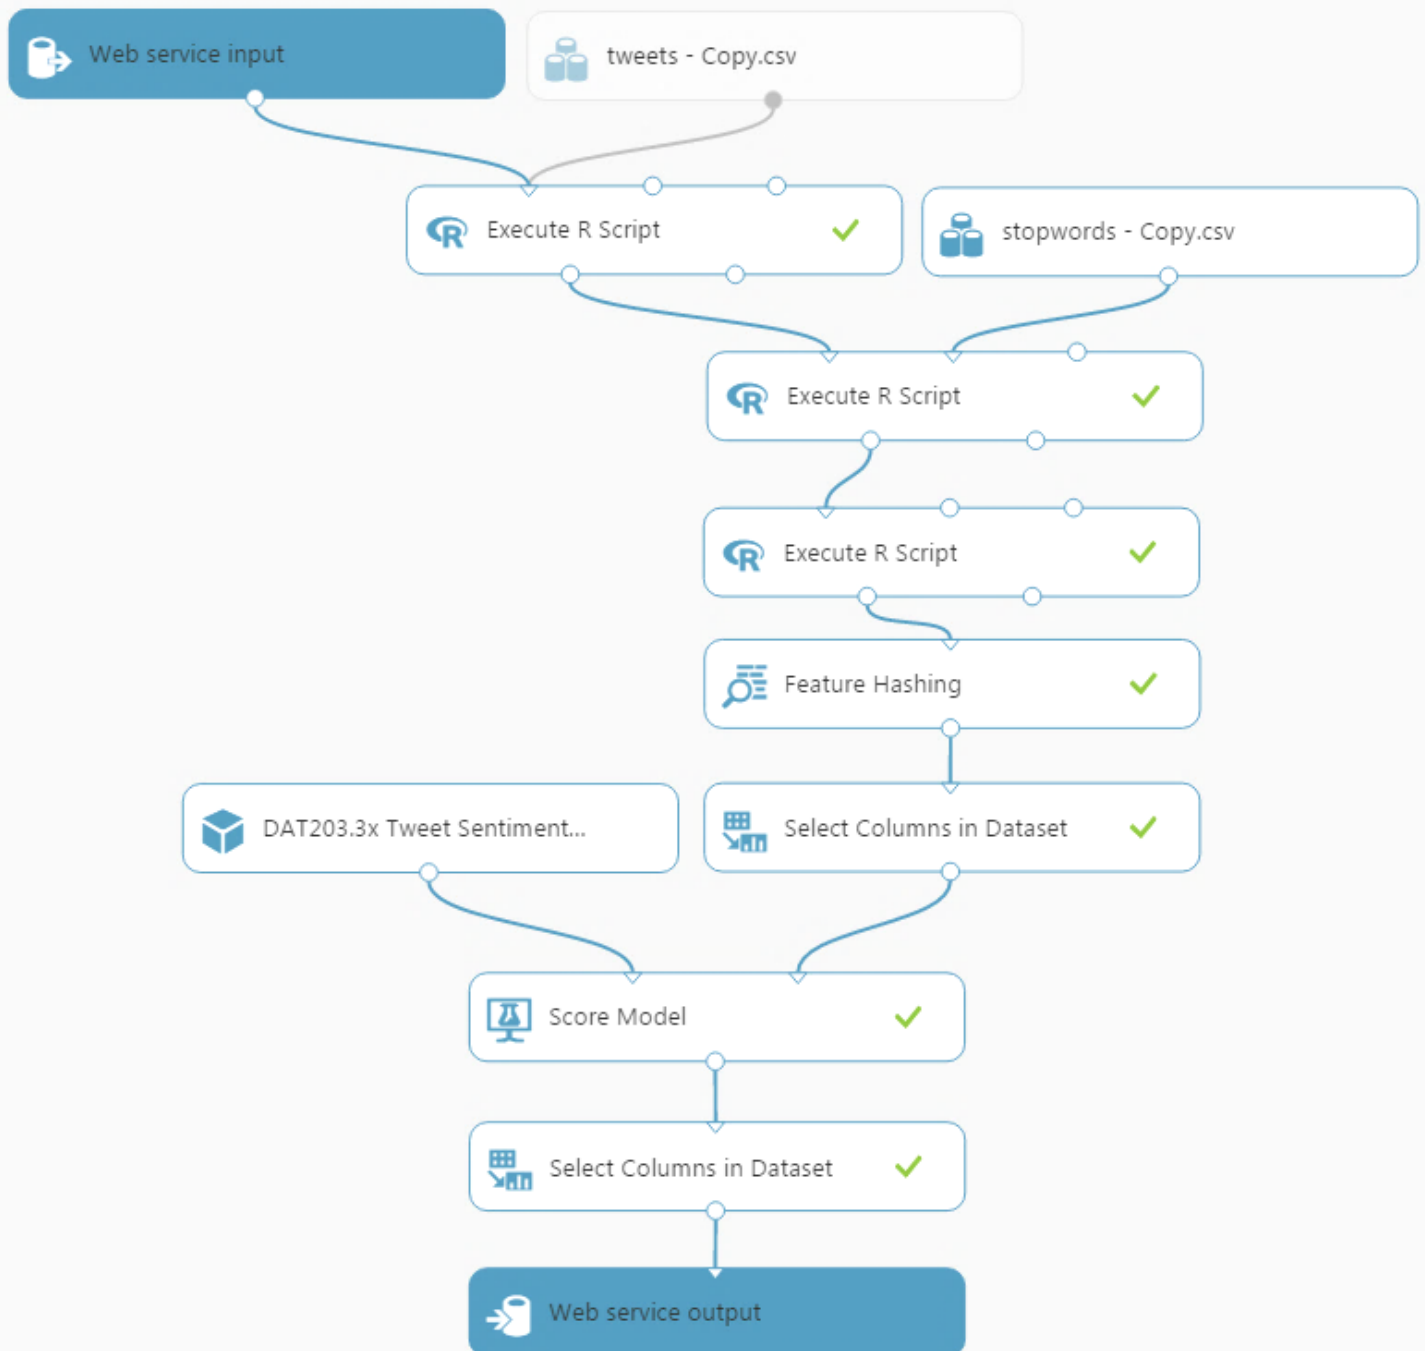 Web service input
tweets - Copy.csv
Execute R Script
stopwords - Copy.csv
Execute R Script
Execute R Script
Feature Hashing
DAT203.3x Tweet Sentiment...
Select Columns in Dataset
Score Model
Select Columns in Dataset
Web service output